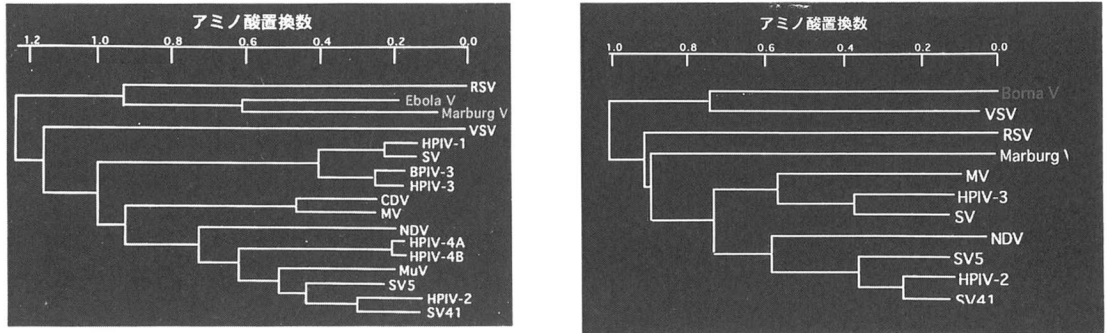 アミノ酸置換数
1.2 1.0 0.8 0.6 0.4 0.2 0.0
RSV
Ebola V
Marburg V
VSV
HPIV-1
SV
BPIV-3
HPIV-3
CDV
MV
NDV
HPIV-4A
HPIV-4B
MuV
SV5
HPIV-2
SV41
アミノ酸置換数
1.0 0.8 0.6 0.4 0.2 0.0
Borna V
VSV
RSV
Marburg V
MV
HPIV-3
SV
NDV
SV5
HPIV-2
SV41